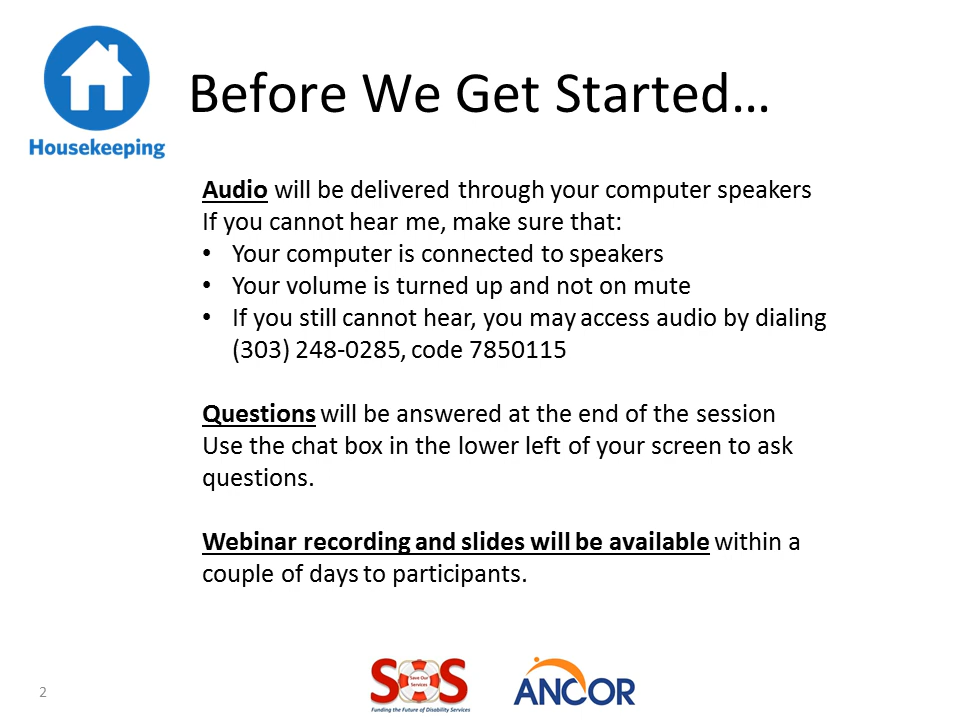 Housekeeping
Before We Get Started…
Audio will be delivered through your computer speakers
If you cannot hear me, make sure that:
• Your computer is connected to speakers
• Your volume is turned up and not on mute
• If you still cannot hear, you may access audio by dialing
(303) 248-0285, code 7850115
Questions will be answered at the end of the session
Use the chat box in the lower left of your screen to ask
questions.
Webinar recording and slides will be available within a
couple of days to participants.
2
SOS
Save Our
Services
Funding the Future of Disability Services
ANCOR